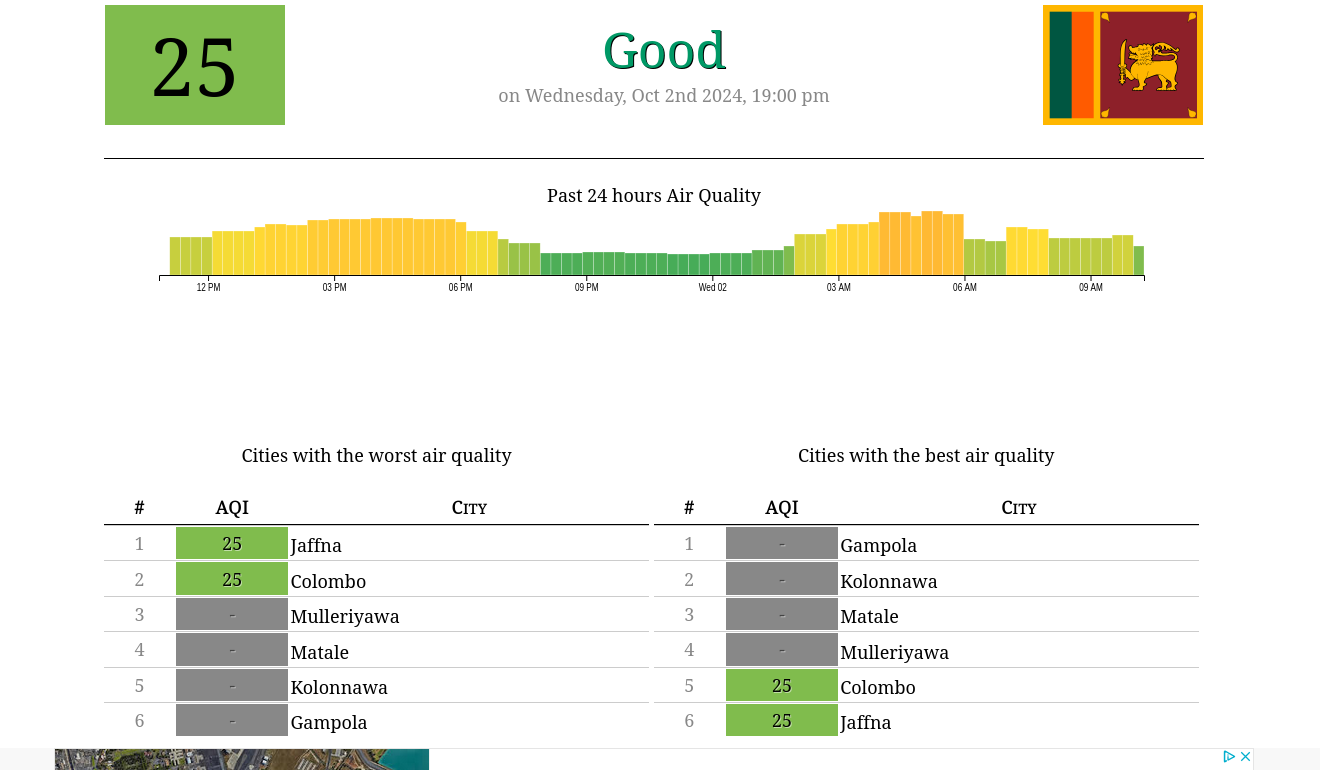 25
Good
on Wednesday, Oct 2nd 2024, 19:00 pm
Past 24 hours Air Quality
12 PM 03 PM 06 PM 09 PM Wed 02 03 AM 06 AM 09 AM
Cities with the worst air quality
# AQI City
1 25 Jaffna
2 25 Colombo
3 - Mulleriyawa
4 - Matale
5 - Kolonnawa
6 - Gampola
Cities with the best air quality
# AQI City
1 - Gampola
2 - Kolonnawa
3 - Matale
4 - Mulleriyawa
5 25 Colombo
6 25 Jaffna